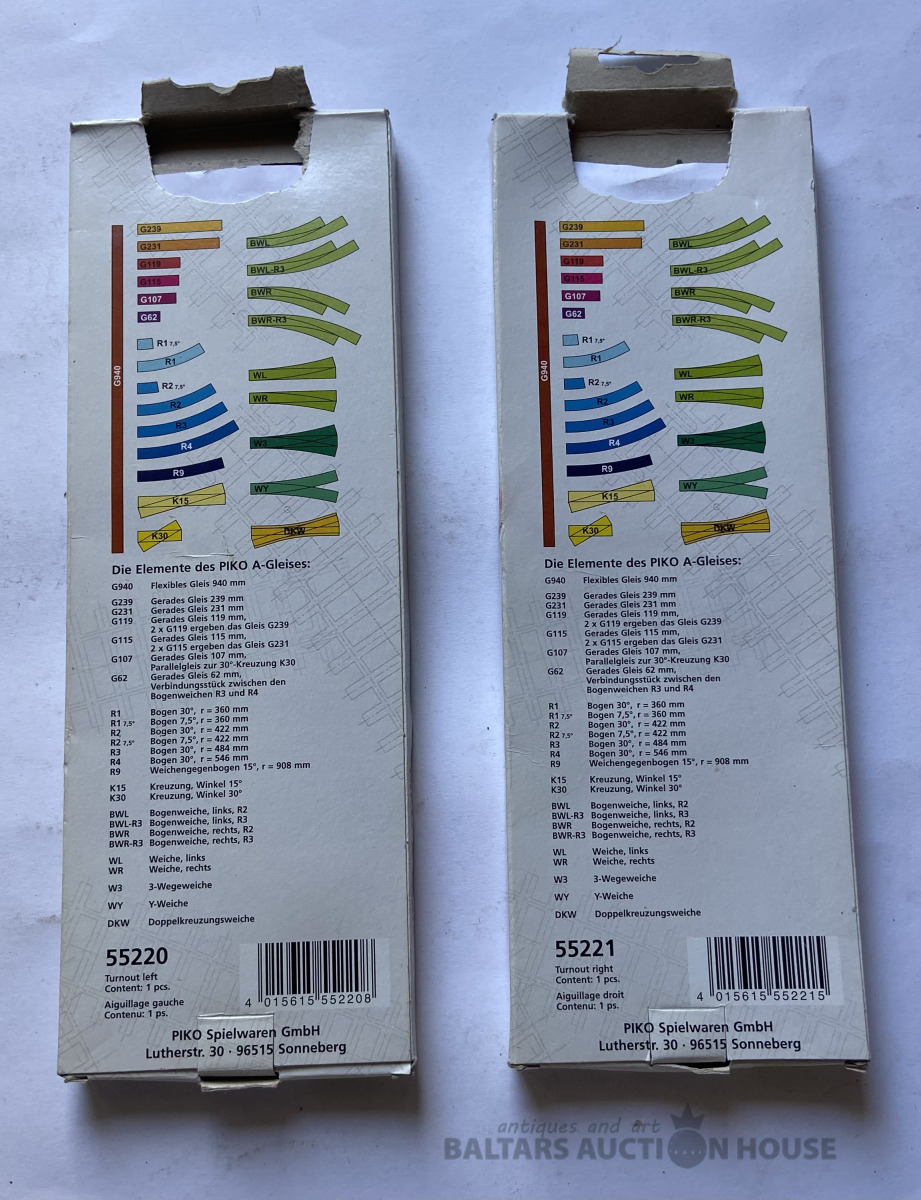 G940
G239
G231
G119
G115
G107
G62
R1 7,5°
R1
R2 7,5°
R2
R3
R4
R9
K15
K30
BWL
BWL-R3
BWR
BWR-R3
WL
WR
W3
WY
DKW
Die Elemente des PIKO A-Gleises:
G940 Flexibles Gleis 940 mm
G239 Gerades Gleis 239 mm
G231 Gerades Gleis 231 mm
G119 Gerades Gleis 119 mm,
2 x G119 ergeben das Gleis G239
G115 Gerades Gleis 115 mm,
2 x G115 ergeben das Gleis G231
G107 Gerades Gleis 107 mm,
Parallelgleis zur 30°-Kreuzung K30
G62 Gerades Gleis 62 mm,
Verbindungsstück zwischen den
Bogenweichen R3 und R4
R1 Bogen 30°, r = 360 mm
R1 7,5° Bogen 7,5°, r = 360 mm
R2 Bogen 30°, r = 422 mm
R2 7,5° Bogen 7,5°, r = 422 mm
R3 Bogen 30°, r = 484 mm
R4 Bogen 30°, r = 546 mm
R9 Weichengegenbogen 15°, r = 908 mm
K15 Kreuzung, Winkel 15°
K30 Kreuzung, Winkel 30°
BWL Bogenweiche, links, R2
BWL-R3 Bogenweiche, links, R3
BWR Bogenweiche, rechts, R2
BWR-R3 Bogenweiche, rechts, R3
WL Weiche, links
WR Weiche, rechts
W3 3-Wegeweiche
WY Y-Weiche
DKW Doppelkreuzungsweiche
55220
Turnout left
Content: 1 pcs.
Aiguillage gauche
Contenu: 1 ps.
4 015615 552208
PIKO Spielwaren GmbH
Lutherstr. 30 · 96515 Sonneberg
G940
G239
G231
G119
G115
G107
G62
R1 7,5°
R1
R2 7,5°
R2
R3
R4
R9
K15
K30
BWL
BWL-R3
BWR
BWR-R3
WL
WR
W3
WY
DKW
Die Elemente des PIKO A-Gleises:
G940 Flexibles Gleis 940 mm
G239 Gerades Gleis 239 mm
G231 Gerades Gleis 231 mm
G119 Gerades Gleis 119 mm,
2 x G119 ergeben das Gleis G239
G115 Gerades Gleis 115 mm,
2 x G115 ergeben das Gleis G231
G107 Gerades Gleis 107 mm,
Parallelgleis zur 30°-Kreuzung K30
G62 Gerades Gleis 62 mm,
Verbindungsstück zwischen den
Bogenweichen R3 und R4
R1 Bogen 30°, r = 360 mm
R1 7,5° Bogen 7,5°, r = 360 mm
R2 Bogen 30°, r = 422 mm
R2 7,5° Bogen 7,5°, r = 422 mm
R3 Bogen 30°, r = 484 mm
R4 Bogen 30°, r = 546 mm
R9 Weichengegenbogen 15°, r = 908 mm
K15 Kreuzung, Winkel 15°
K30 Kreuzung, Winkel 30°
BWL Bogenweiche, links, R2
BWL-R3 Bogenweiche, links, R3
BWR Bogenweiche, rechts, R2
BWR-R3 Bogenweiche, rechts, R3
WL Weiche, links
WR Weiche, rechts
W3 3-Wegeweiche
WY Y-Weiche
DKW Doppelkreuzungsweiche
55221
Turnout right
Content: 1 pcs.
Aiguillage droit
Contenu: 1 ps.
4 015615 552215
PIKO Spielwaren GmbH
Lutherstr. 30 · 96515 Sonneberg
antiques and art
BALTARS AUCTION HOUSE